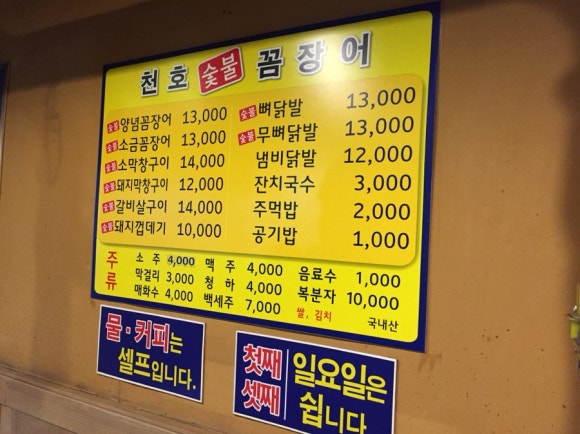 천호 숯불 꼼장어
숯불 양념꼼장어 13,000
숯불 소금꼼장어 13,000
숯불 소막창구이 14,000
숯불 돼지막창구이 12,000
숯불 갈비살구이 14,000
숯불 돼지껍데기 10,000
숯불 뼈닭발 13,000
숯불 무뼈닭발 13,000
냄비닭발 12,000
잔치국수 3,000
주먹밥 2,000
공기밥 1,000
주류
소주 4,000 맥주 4,000 음료수 1,000
막걸리 3,000 청하 4,000 복분자 10,000
매화수 4,000 백세주 7,000 쌀, 김치 국내산
물·커피는
셀프입니다.
첫째 셋째
일요일은
쉽니다